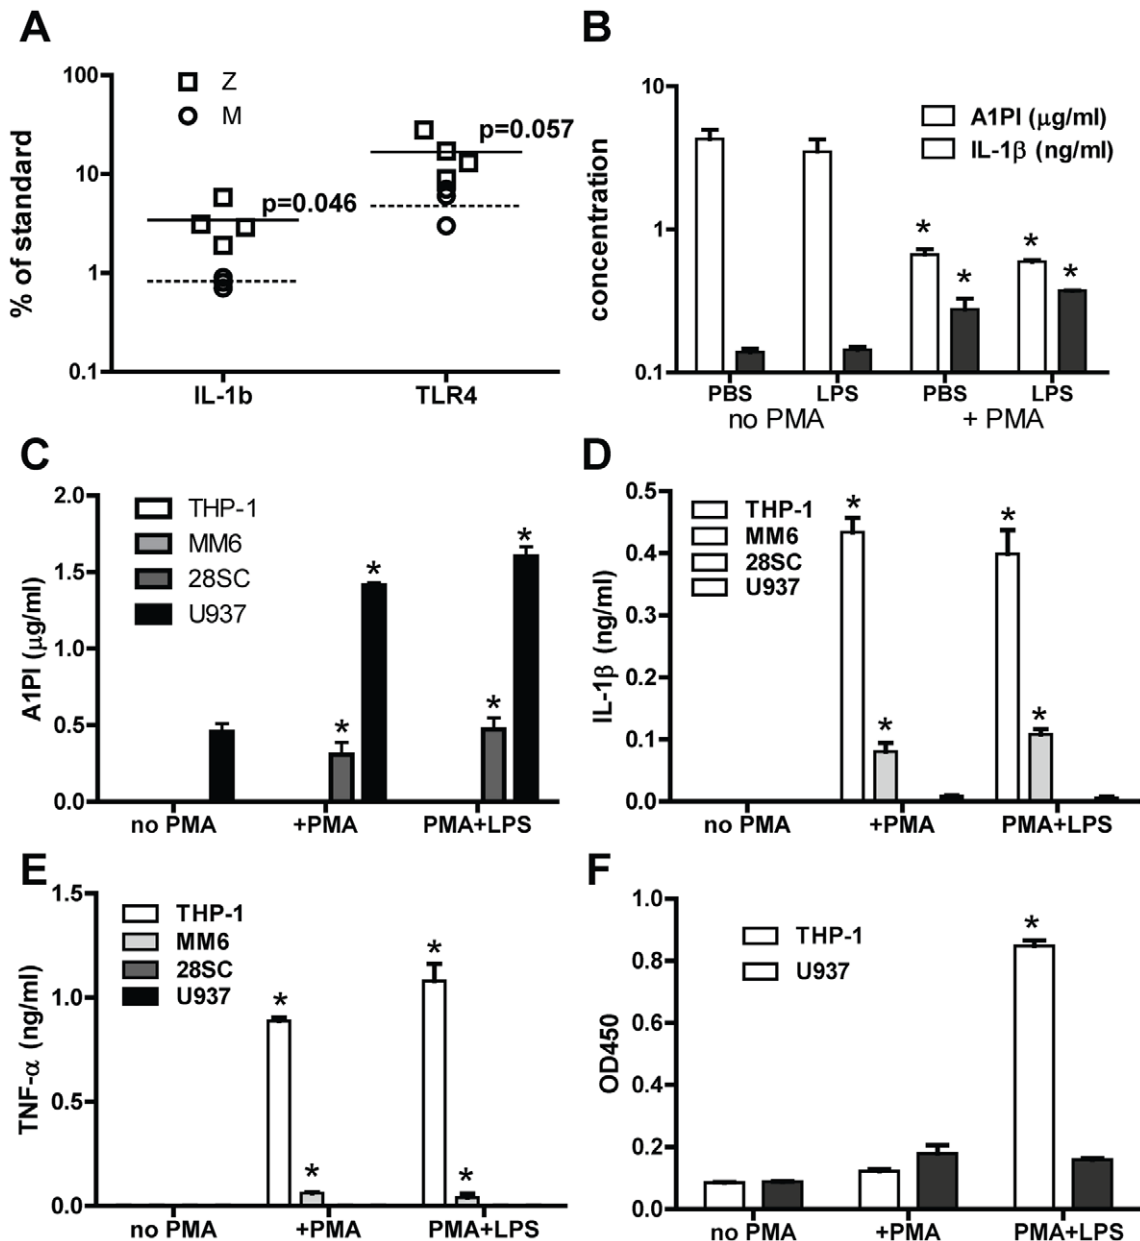 A
% of standard
100
10
1
0.1
Z
M
p=0.046
p=0.057
IL-1b
TLR4
B
concentration
10
1
0.1
A1PI (µg/ml)
IL-1β (ng/ml)
*
*
*
*
PBS
LPS
PBS
LPS
no PMA
+ PMA
C
A1PI (µg/ml)
2.0
1.5
1.0
0.5
0.0
THP-1
MM6
28SC
U937
*
*
*
*
no PMA
+PMA
PMA+LPS
D
IL-1β (ng/ml)
0.5
0.4
0.3
0.2
0.1
0.0
THP-1
MM6
28SC
U937
*
*
*
*
no PMA
+PMA
PMA+LPS
E
TNF-α (ng/ml)
1.5
1.0
0.5
0.0
THP-1
MM6
28SC
U937
*
*
*
*
no PMA
+PMA
PMA+LPS
F
OD450
1.0
0.8
0.6
0.4
0.2
0.0
THP-1
U937
*
no PMA
+PMA
PMA+LPS